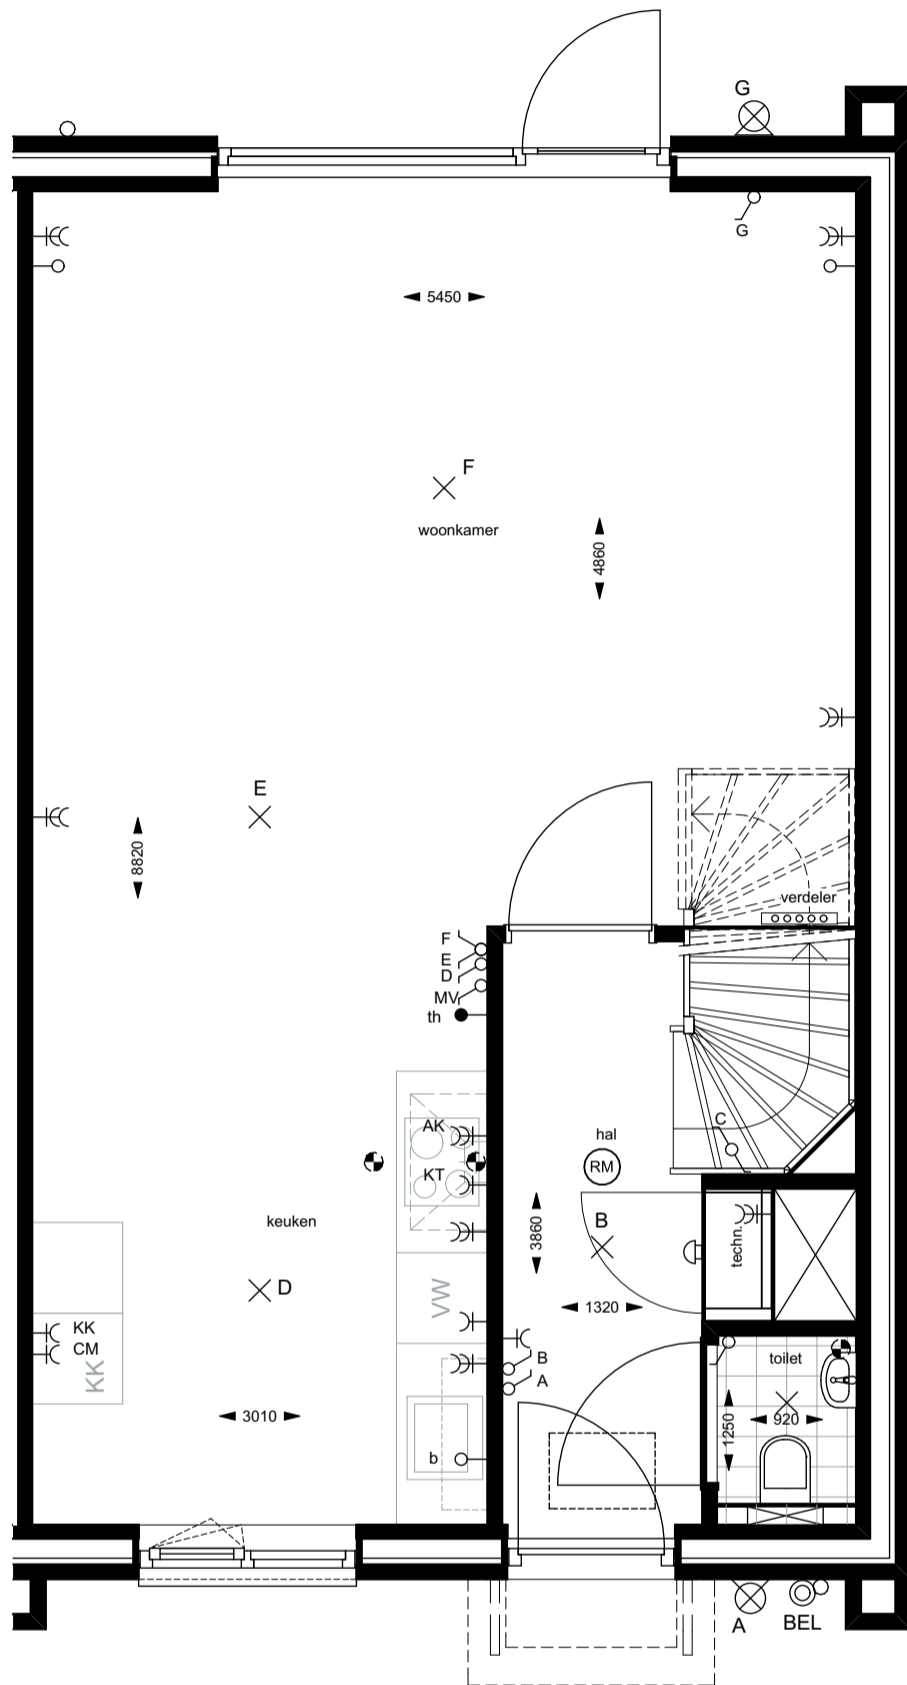 G
G
5450
F
woonkamer
4860
E
8820
verdeler
F
E
D
MV
th
C
AK
hal
RM
KT
keuken
B
3860
techn.
D
VW
1320
KK
CM
KK
B
A
toilet
3010
1250
920
b
A
BEL